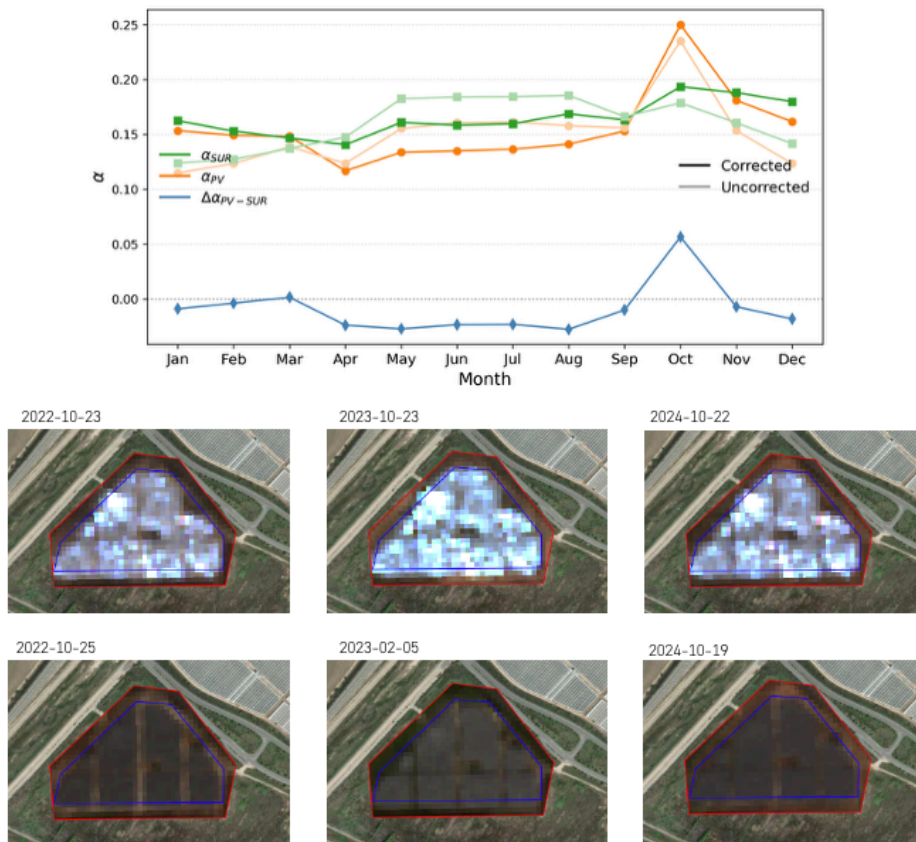 0.25
0.20
0.15
0.10
0.05
0.00
α
α_SUR
α_PV
Δα_PV−SUR
Corrected
Uncorrected
Jan Feb Mar Apr May Jun Jul Aug Sep Oct Nov Dec
Month
2022-10-23 2023-10-23 2024-10-22
2022-10-25 2023-02-05 2024-10-19